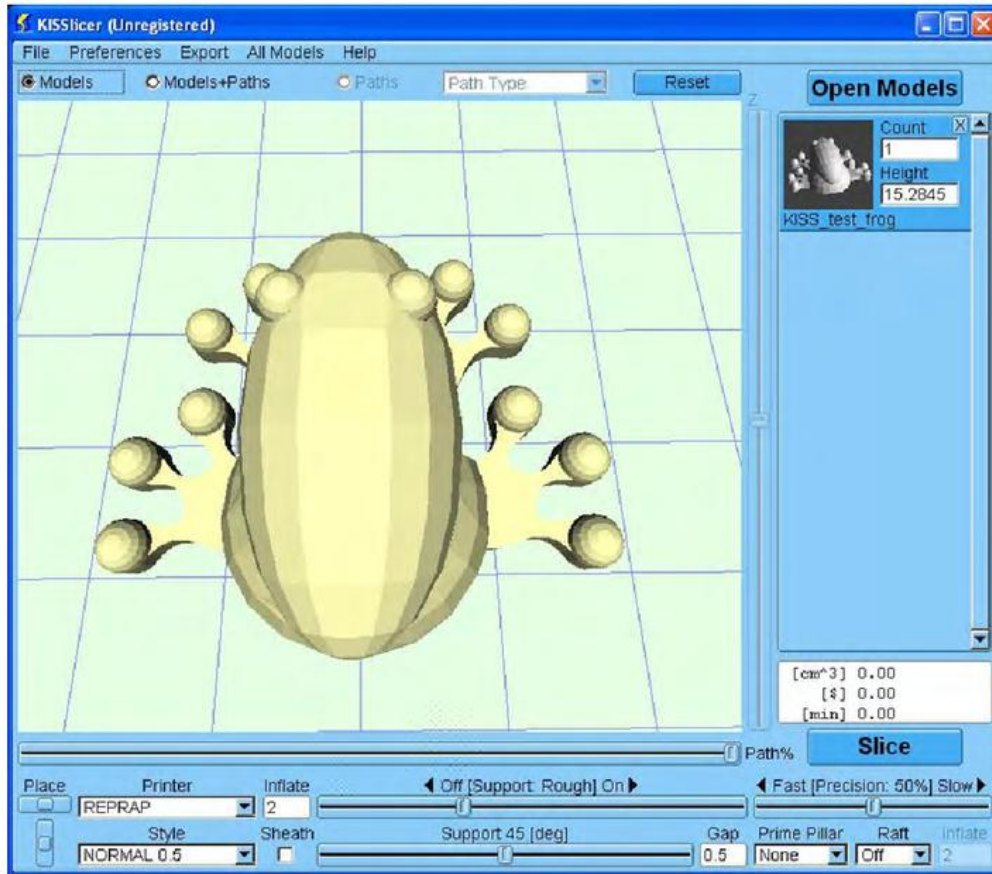 KISSlicer (Unregistered)
File Preferences Export All Models Help
Models Models+Paths Paths Path Type Reset
Open Models
Z
Count X
1
Height
15.2845
KISS_test_frog
[cm^3] 0.00
[$] 0.00
[min] 0.00
Path%
Slice
Place Printer Inflate Off [Support: Rough] On Fast [Precision: 50%] Slow
REPRAP 2
Style Sheath Support 45 [deg] Gap Prime Pillar Raft Inflate
NORMAL 0.5 0.5 None Off 2